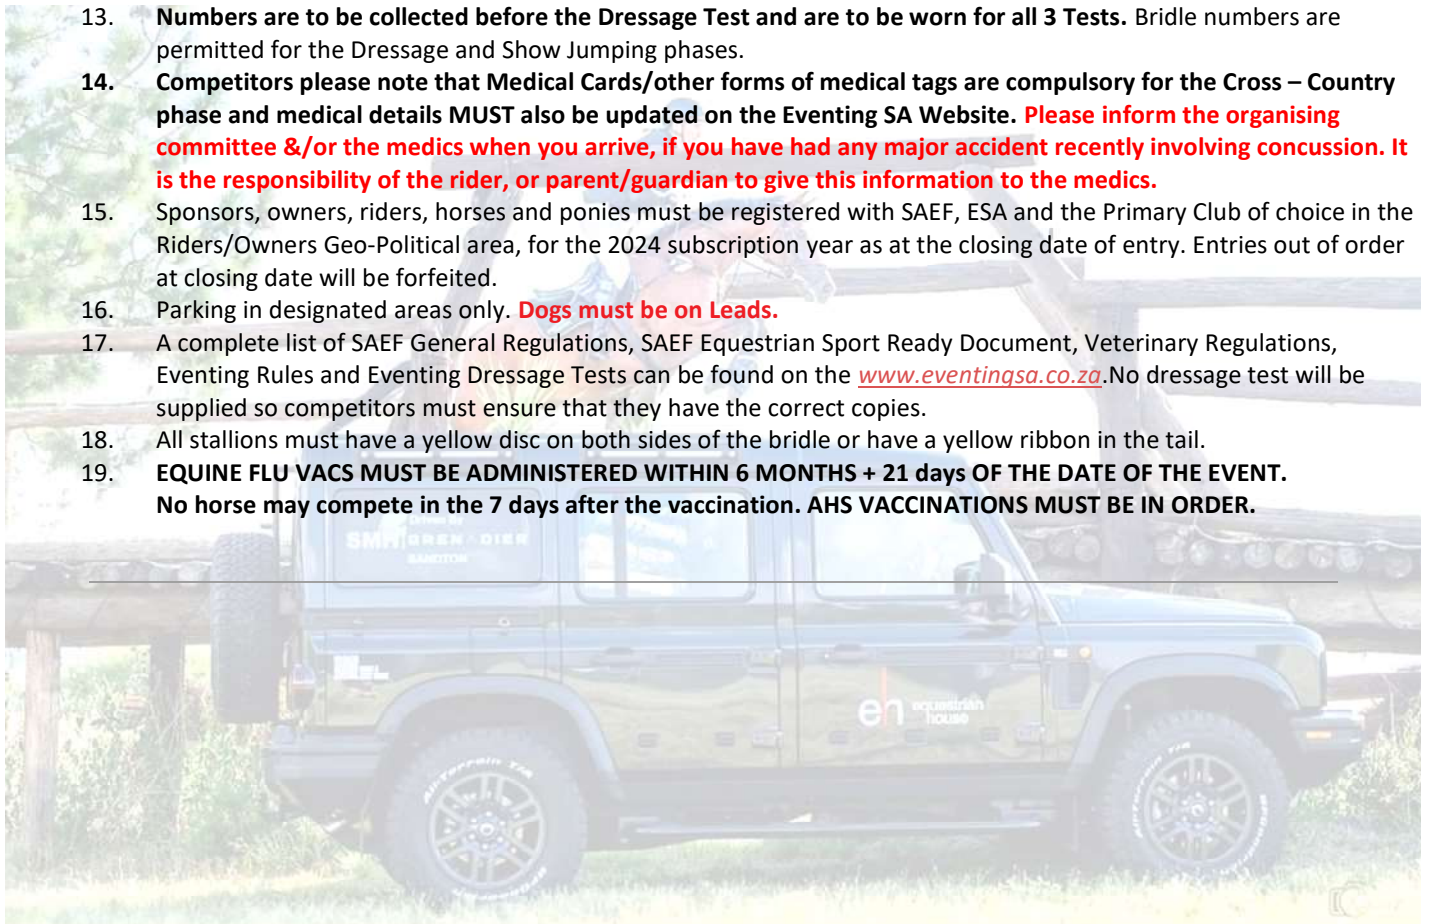 13. Numbers are to be collected before the Dressage Test and are to be worn for all 3 Tests. Bridle numbers are
permitted for the Dressage and Show Jumping phases.
14. Competitors please note that Medical Cards/other forms of medical tags are compulsory for the Cross – Country
phase and medical details MUST also be updated on the Eventing SA Website. Please inform the organising
committee &/or the medics when you arrive, if you have had any major accident recently involving concussion. It
is the responsibility of the rider, or parent/guardian to give this information to the medics.
15. Sponsors, owners, riders, horses and ponies must be registered with SAEF, ESA and the Primary Club of choice in the
Riders/Owners Geo-Political area, for the 2024 subscription year as at the closing date of entry. Entries out of order
at closing date will be forfeited.
16. Parking in designated areas only. Dogs must be on Leads.
17. A complete list of SAEF General Regulations, SAEF Equestrian Sport Ready Document, Veterinary Regulations,
Eventing Rules and Eventing Dressage Tests can be found on the www.eventingsa.co.za.No dressage test will be
supplied so competitors must ensure that they have the correct copies.
18. All stallions must have a yellow disc on both sides of the bridle or have a yellow ribbon in the tail.
19. EQUINE FLU VACS MUST BE ADMINISTERED WITHIN 6 MONTHS + 21 days OF THE DATE OF THE EVENT.
No horse may compete in the 7 days after the vaccination. AHS VACCINATIONS MUST BE IN ORDER.
SMH GRENADIER
SANDTON
eh equestrian
house
All-Terrain T/A
All-Terrain T/A